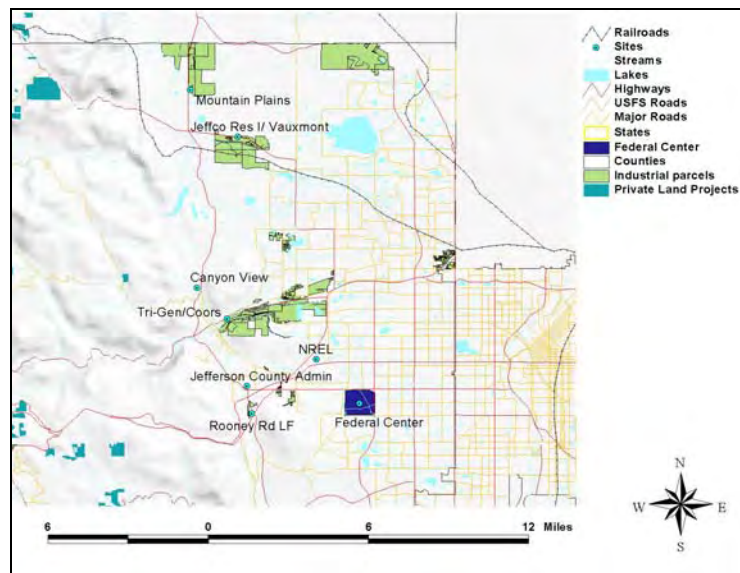 Railroads
Sites
Streams
Lakes
Highways
USFS Roads
Major Roads
States
Federal Center
Counties
Industrial parcels
Private Land Projects
Mountain Plains
Jeffco Res I/ Vauxmont
Canyon View
Tri-Gen/Coors
NREL
Jefferson County Admin
Rooney Rd LF
Federal Center
6 0 6 12 Miles
N
W E
S